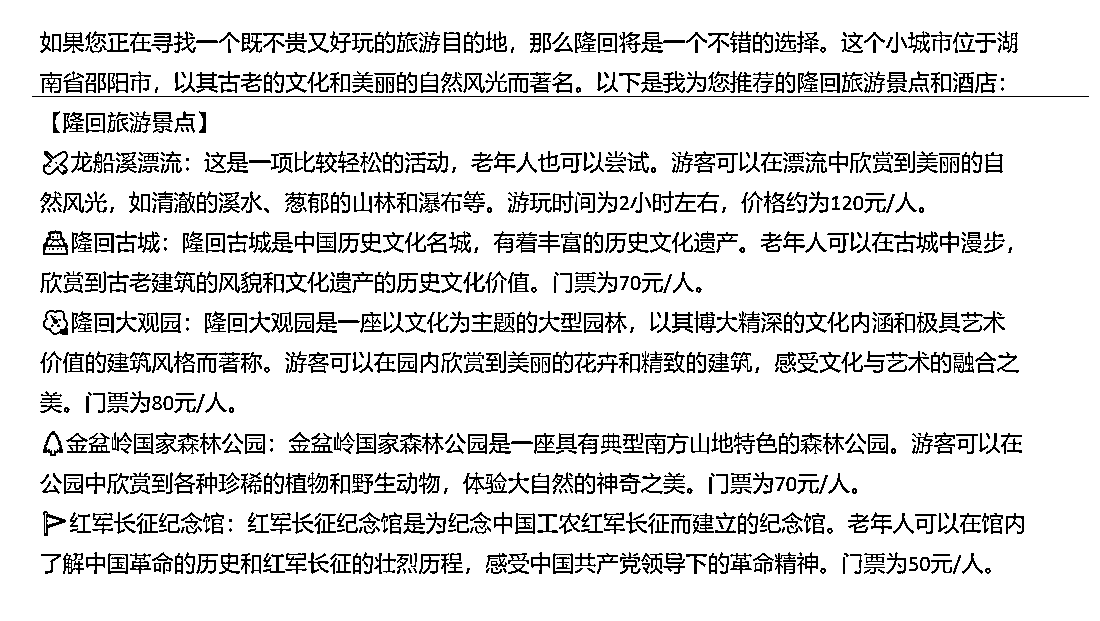 如果您正在寻找一个既不贵又好玩的旅游目的地，那么隆回将是一个不错的选择。这个小城市位于湖
南省邵阳市，以其古老的文化和美丽的自然风光而著名。以下是我为您推荐的隆回旅游景点和酒店：
【隆回旅游景点】
龙船溪漂流：这是一项比较轻松的活动，老年人也可以尝试。游客可以在漂流中欣赏到美丽的自
然风光，如清澈的溪水、葱郁的山林和瀑布等。游玩时间为2小时左右，价格约为120元/人。
隆回古城：隆回古城是中国历史文化名城，有着丰富的历史文化遗产。老年人可以在古城中漫步，
欣赏到古老建筑的风貌和文化遗产的历史文化价值。门票为70元/人。
隆回大观园：隆回大观园是一座以文化为主题的大型园林，以其博大精深的文化内涵和极具艺术
价值的建筑风格而著称。游客可以在园内欣赏到美丽的花卉和精致的建筑，感受文化与艺术的融合之
美。门票为80元/人。
金盆岭国家森林公园：金盆岭国家森林公园是一座具有典型南方山地特色的森林公园。游客可以在
公园中欣赏到各种珍稀的植物和野生动物，体验大自然的神奇之美。门票为70元/人。
红军长征纪念馆：红军长征纪念馆是为纪念中国工农红军长征而建立的纪念馆。老年人可以在馆内
了解中国革命的历史和红军长征的壮烈历程，感受中国共产党领导下的革命精神。门票为50元/人。